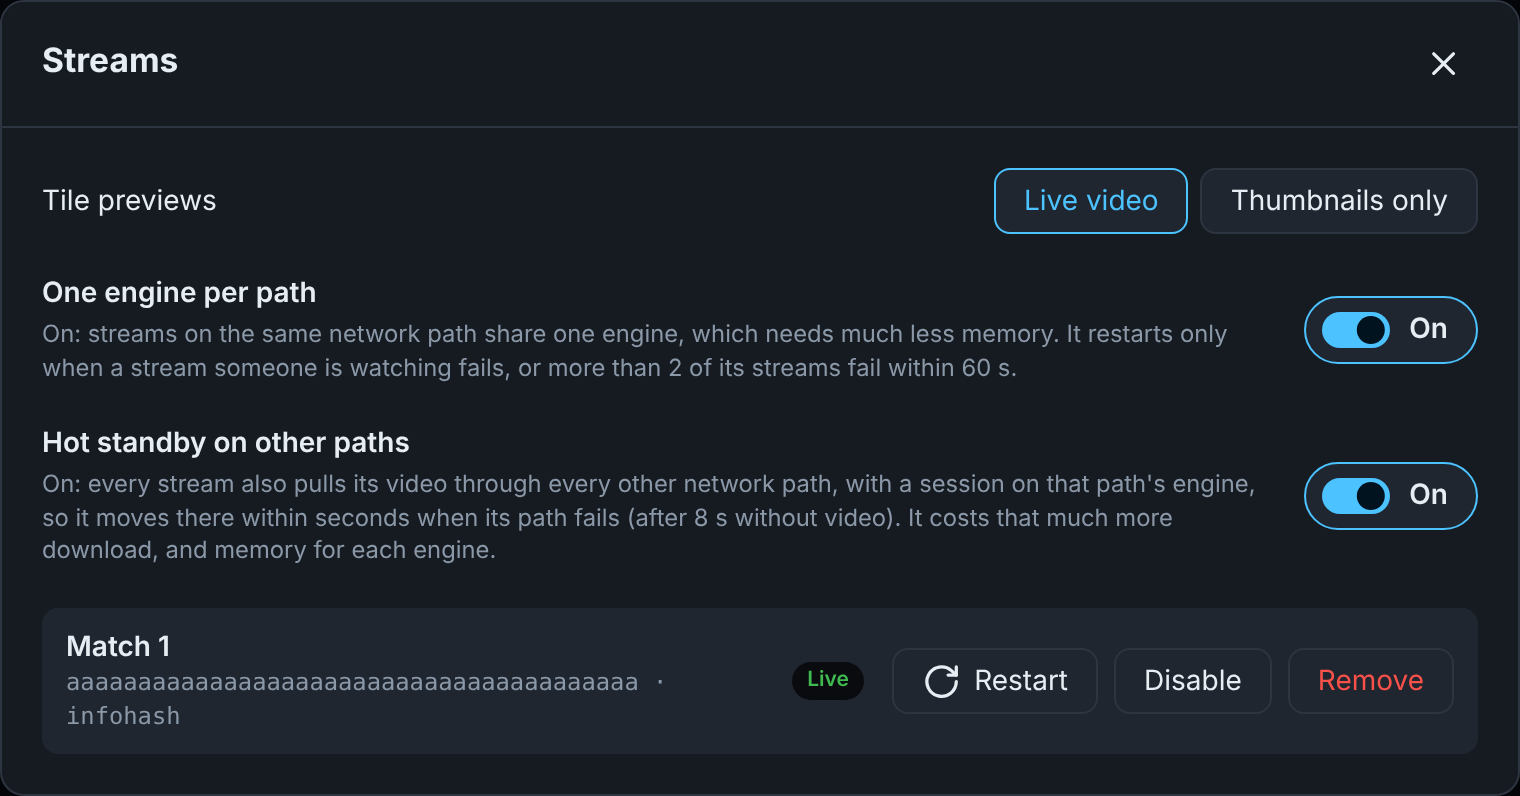 Streams
Tile previews
Live video
Thumbnails only
One engine per path
On: streams on the same network path share one engine, which needs much less memory. It restarts only
when a stream someone is watching fails, or more than 2 of its streams fail within 60 s.
On
Hot standby on other paths
On: every stream also pulls its video through every other network path, with a session on that path's engine,
so it moves there within seconds when its path fails (after 8 s without video). It costs that much more
download, and memory for each engine.
On
Match 1
aaaaaaaaaaaaaaaaaaaaaaaaaaaaaaaaaaaaaaaa ·
infohash
Live
Restart
Disable
Remove